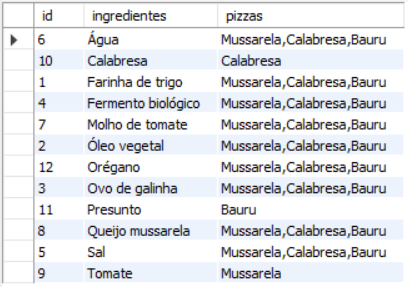 id ingredientes pizzas
6 Água Mussarela,Calabresa,Bauru
10 Calabresa Calabresa
1 Farinha de trigo Mussarela,Calabresa,Bauru
4 Fermento biológico Mussarela,Calabresa,Bauru
7 Molho de tomate Mussarela,Calabresa,Bauru
2 Óleo vegetal Mussarela,Calabresa,Bauru
12 Orégano Mussarela,Calabresa,Bauru
3 Ovo de galinha Mussarela,Calabresa,Bauru
11 Presunto Bauru
8 Queijo mussarela Mussarela,Calabresa,Bauru
5 Sal Mussarela,Calabresa,Bauru
9 Tomate Mussarela